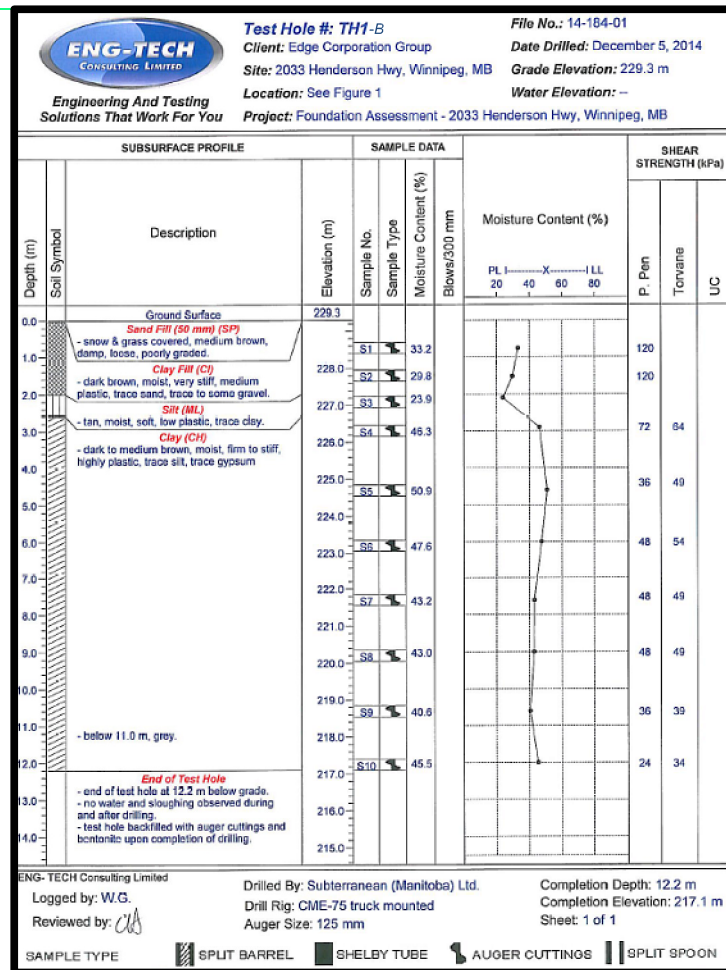 ENG-TECH
CONSULTING LIMITED
Engineering And Testing
Solutions That Work For You
Test Hole #: TH1-B
Client: Edge Corporation Group
Site: 2033 Henderson Hwy, Winnipeg, MB
Location: See Figure 1
Project: Foundation Assessment - 2033 Henderson Hwy, Winnipeg, MB
File No.: 14-184-01
Date Drilled: December 5, 2014
Grade Elevation: 229.3 m
Water Elevation: --
SUBSURFACE PROFILE
SAMPLE DATA
SHEAR
STRENGTH (kPa)
Depth (m)
Soil Symbol
Description
Elevation (m)
Sample No.
Sample Type
Moisture Content (%)
Blows/300 mm
Moisture Content (%)
PL I--------X--------I LL
20 40 60 80
P. Pen
Torvane
UC
Ground Surface
229.3
0.0
Sand Fill (50 mm) (SP)
- snow & grass covered, medium brown,
damp, loose, poorly graded.
S1 33.2 120
1.0
Clay Fill (CI)
228.0
- dark brown, moist, very stiff, medium
plastic, trace sand, trace to some gravel.
S2 29.8 120
2.0
227.0
S3 23.9
Silt (ML)
- tan, moist, soft, low plastic, trace clay.
S4 46.3 72 64
3.0
Clay (CH)
226.0
- dark to medium brown, moist, firm to stiff,
highly plastic, trace silt, trace gypsum
4.0
225.0
S5 50.9 36 49
5.0
224.0
6.0
S6 47.6 48 54
223.0
7.0
222.0
S7 43.2 48 49
8.0
221.0
9.0
S8 43.0 48 49
220.0
10.0
219.0
S9 40.6 36 39
11.0
- below 11.0 m, grey.
218.0
12.0
S10 45.5 24 34
217.0
End of Test Hole
- end of test hole at 12.2 m below grade.
- no water and sloughing observed during
and after drilling.
13.0
216.0
- test hole backfilled with auger cuttings and
bentonite upon completion of drilling.
14.0
215.0
ENG- TECH Consulting Limited
Logged by: W.G.
Reviewed by:
Drilled By: Subterranean (Manitoba) Ltd.
Drill Rig: CME-75 truck mounted
Auger Size: 125 mm
Completion Depth: 12.2 m
Completion Elevation: 217.1 m
Sheet: 1 of 1
SAMPLE TYPE
SPLIT BARREL
SHELBY TUBE
AUGER CUTTINGS
SPLIT SPOON